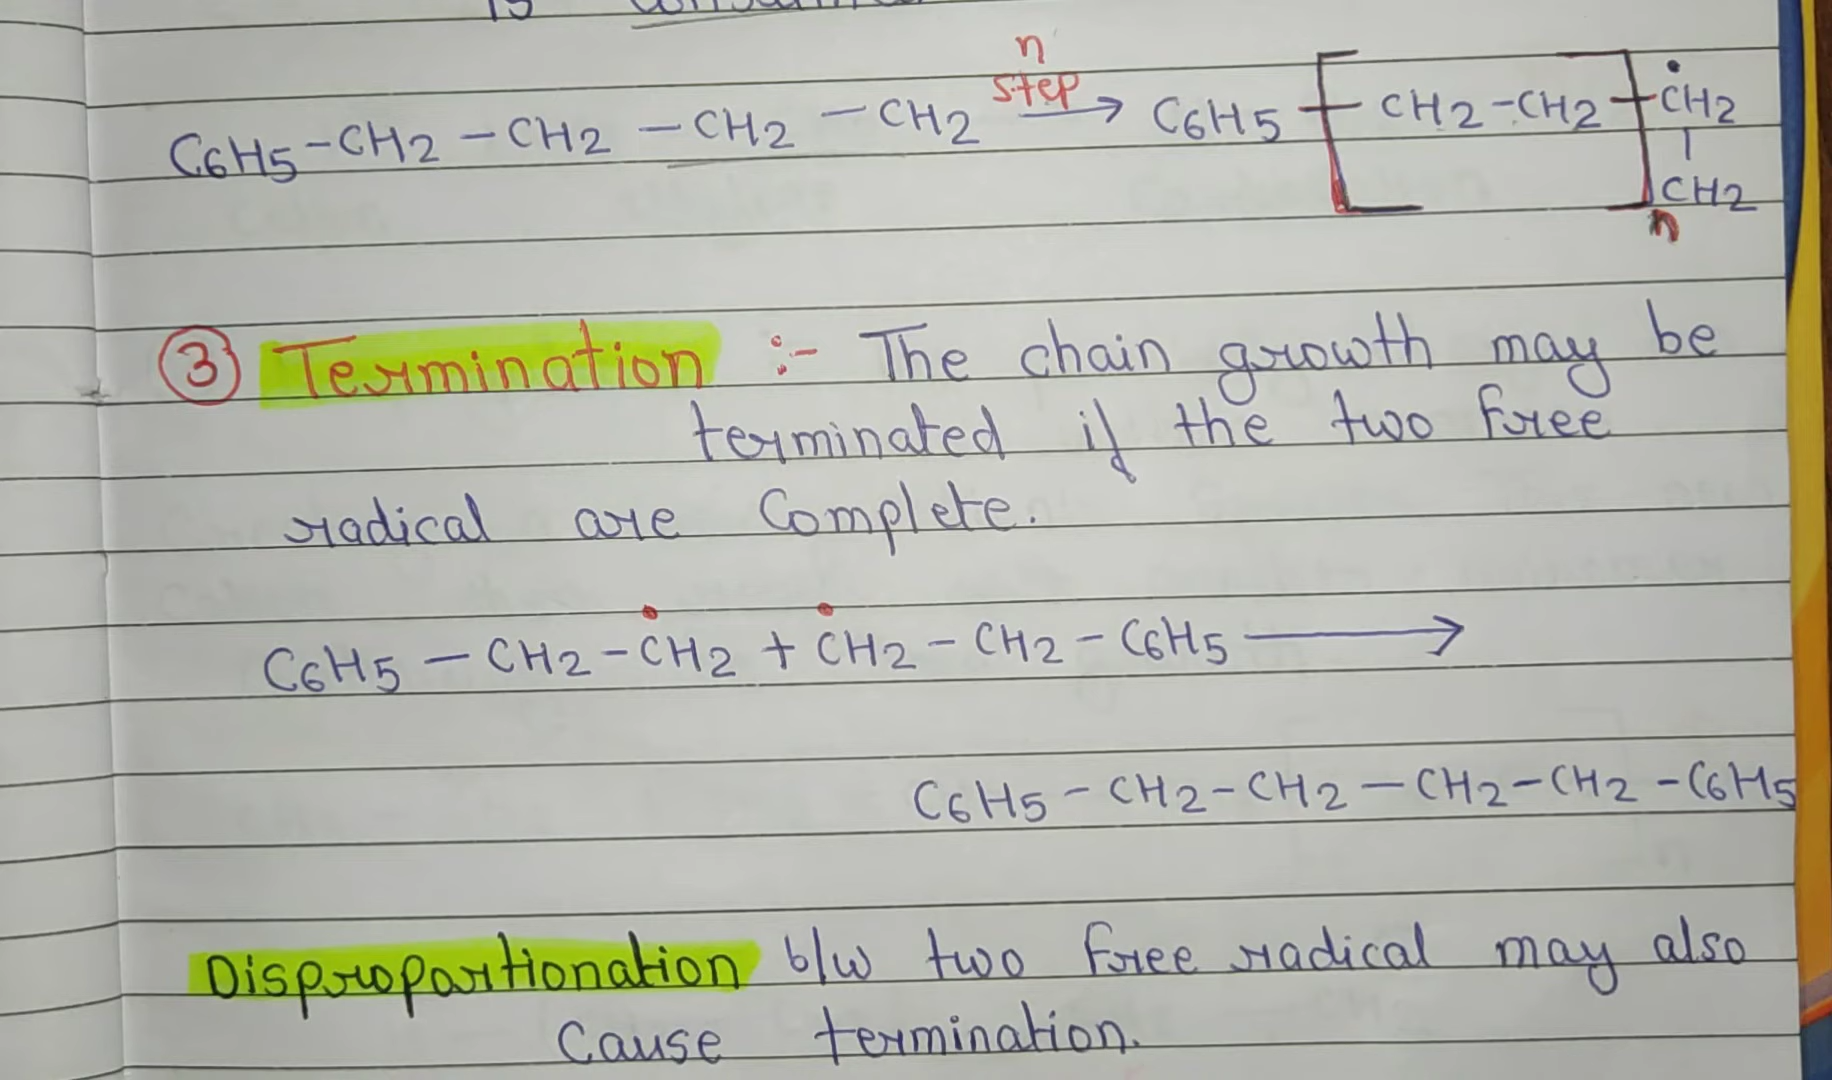 n
step
C6H5-CH2-CH2-CH2-CH2 → C6H5 [ CH2-CH2 ] ĊH2
|
CH2
n
③ Termination :- The chain growth may be
terminated if the two free
radical are Complete.
C6H5-CH2-ĊH2 + ĊH2-CH2-C6H5 ⟶
C6H5-CH2-CH2-CH2-CH2-C6H5
Disproportionation b/w two free radical may also
cause termination.